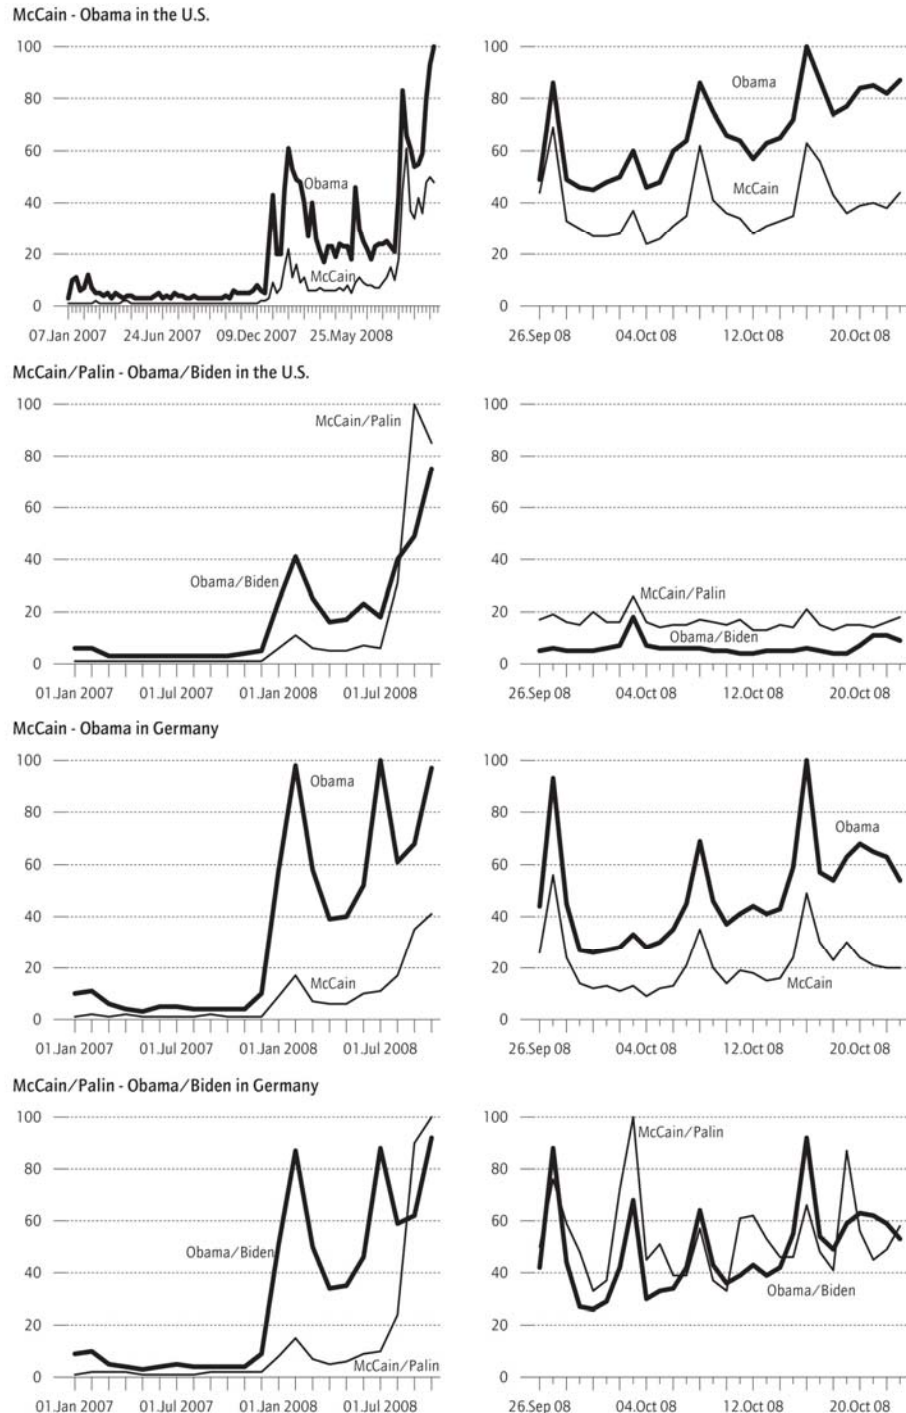 McCain - Obama in the U.S.
100
80
60
40
20
0
Obama
McCain
07.Jan 2007 24.Jun 2007 09.Dec 2007 25.May 2008
100
80
60
40
20
0
Obama
McCain
26.Sep 08 04.Oct 08 12.Oct 08 20.Oct 08
McCain/Palin - Obama/Biden in the U.S.
100
80
60
40
20
0
McCain/Palin
Obama/Biden
01.Jan 2007 01.Jul 2007 01.Jan 2008 01.Jul 2008
100
80
60
40
20
0
McCain/Palin
Obama/Biden
26.Sep 08 04.Oct 08 12.Oct 08 20.Oct 08
McCain - Obama in Germany
100
80
60
40
20
0
Obama
McCain
01.Jan 2007 01.Jul 2007 01.Jan 2008 01.Jul 2008
100
80
60
40
20
0
Obama
McCain
26.Sep 08 04.Oct 08 12.Oct 08 20.Oct 08
McCain/Palin - Obama/Biden in Germany
100
80
60
40
20
0
Obama/Biden
McCain/Palin
01.Jan 2007 01.Jul 2007 01.Jan 2008 01.Jul 2008
100
80
60
40
20
0
McCain/Palin
Obama/Biden
26.Sep 08 04.Oct 08 12.Oct 08 20.Oct 08